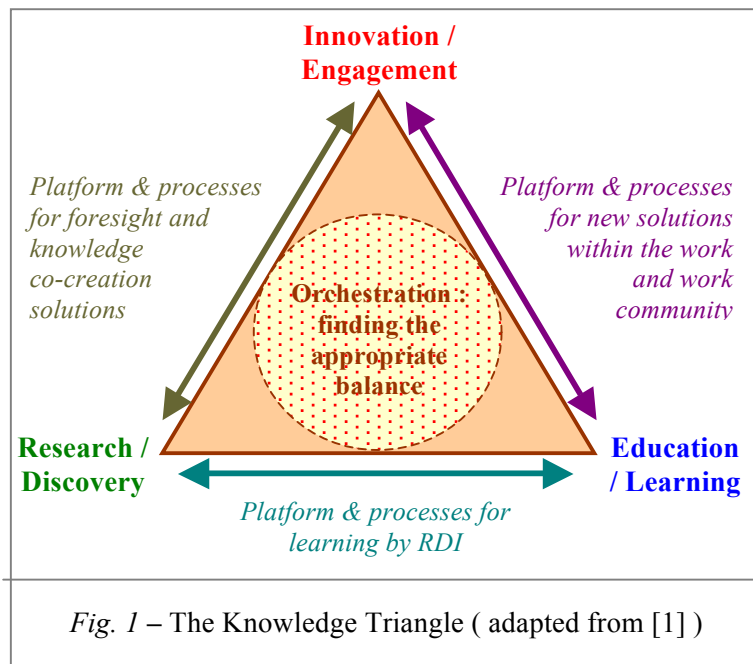 Innovation /
Engagement
Platform & processes
for foresight and
knowledge
co-creation
solutions
Platform & processes
for new solutions
within the work
and work
community
Orchestration :
finding the
appropriate
balance
Research /
Discovery
Education
/ Learning
Platform & processes for
learning by RDI
Fig. 1 – The Knowledge Triangle ( adapted from [1] )